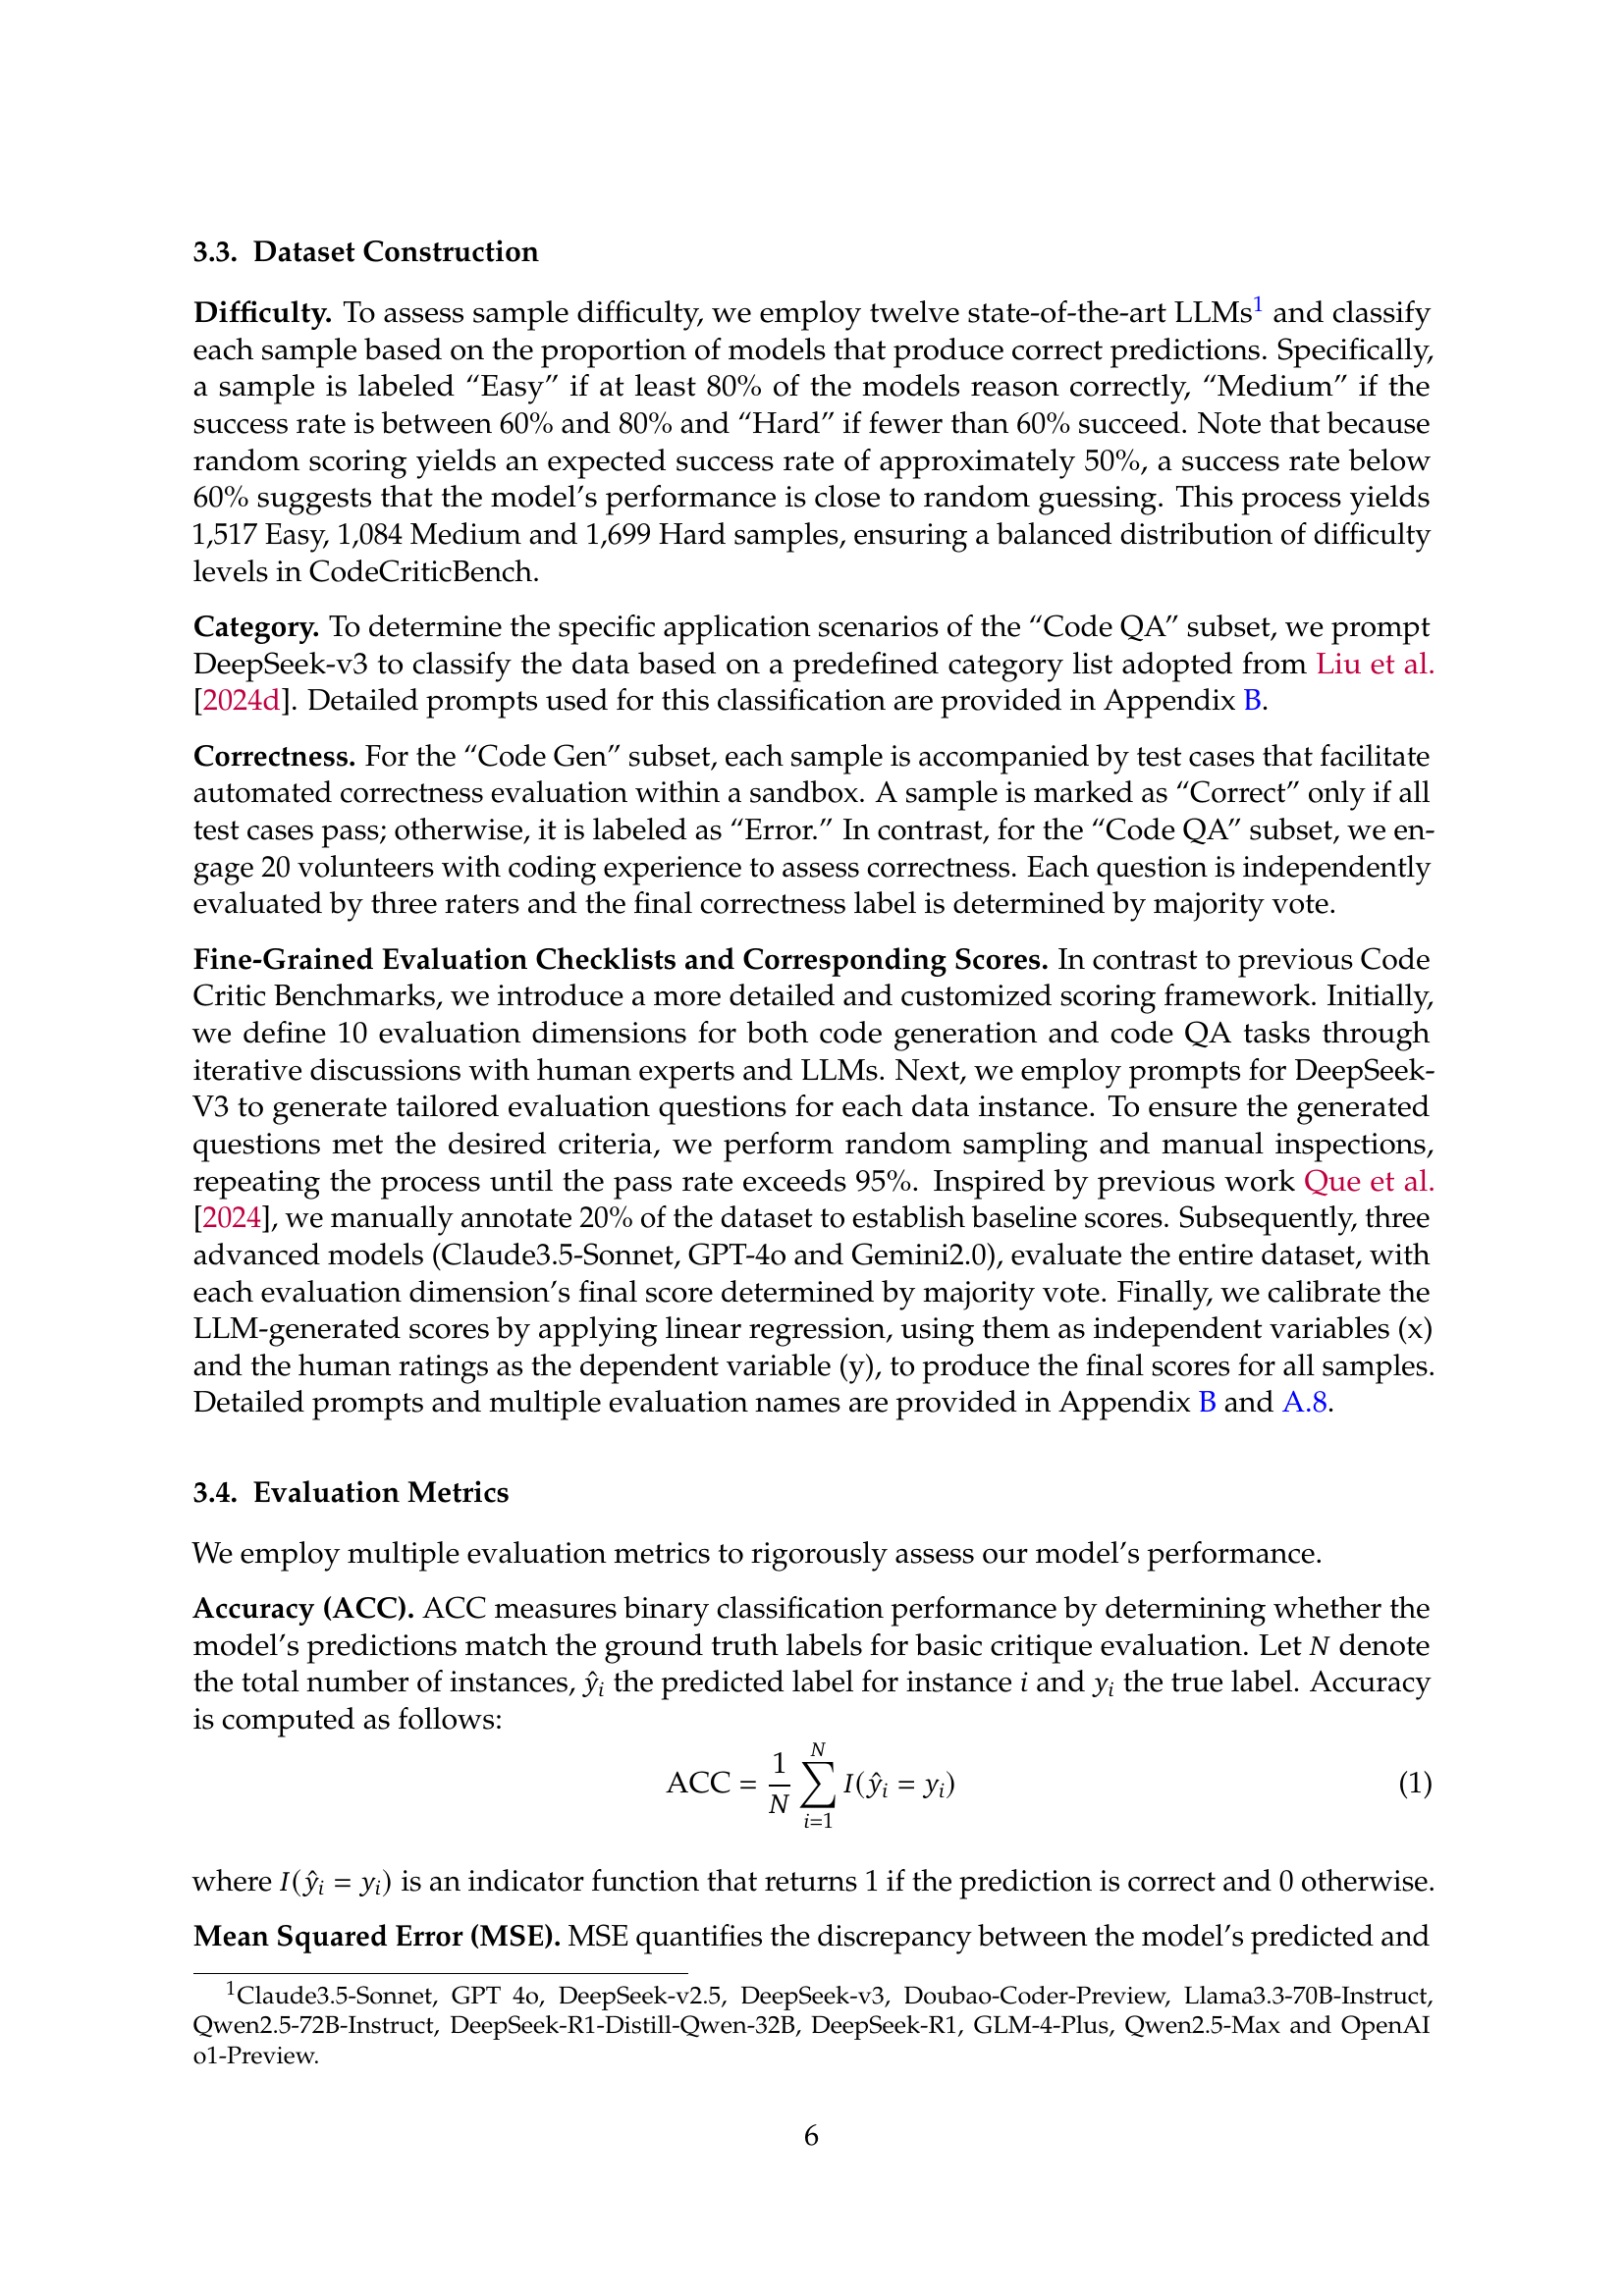 3.3. Dataset Construction
Difficulty. To assess sample difficulty, we employ twelve state-of-the-art LLMs1 and classify
each sample based on the proportion of models that produce correct predictions. Specifically,
a sample is labeled “Easy” if at least 80% of the models reason correctly, “Medium” if the
success rate is between 60% and 80% and “Hard” if fewer than 60% succeed. Note that because
random scoring yields an expected success rate of approximately 50%, a success rate below
60% suggests that the model’s performance is close to random guessing. This process yields
1,517 Easy, 1,084 Medium and 1,699 Hard samples, ensuring a balanced distribution of difficulty
levels in CodeCriticBench.
Category. To determine the specific application scenarios of the “Code QA” subset, we prompt
DeepSeek-v3 to classify the data based on a predefined category list adopted from Liu et al.
[2024d]. Detailed prompts used for this classification are provided in Appendix B.
Correctness. For the “Code Gen” subset, each sample is accompanied by test cases that facilitate
automated correctness evaluation within a sandbox. A sample is marked as “Correct” only if all
test cases pass; otherwise, it is labeled as “Error.” In contrast, for the “Code QA” subset, we en-
gage 20 volunteers with coding experience to assess correctness. Each question is independently
evaluated by three raters and the final correctness label is determined by majority vote.
Fine-Grained Evaluation Checklists and Corresponding Scores. In contrast to previous Code
Critic Benchmarks, we introduce a more detailed and customized scoring framework. Initially,
we define 10 evaluation dimensions for both code generation and code QA tasks through
iterative discussions with human experts and LLMs. Next, we employ prompts for DeepSeek-
V3 to generate tailored evaluation questions for each data instance. To ensure the generated
questions met the desired criteria, we perform random sampling and manual inspections,
repeating the process until the pass rate exceeds 95%. Inspired by previous work Que et al.
[2024], we manually annotate 20% of the dataset to establish baseline scores. Subsequently, three
advanced models (Claude3.5-Sonnet, GPT-4o and Gemini2.0), evaluate the entire dataset, with
each evaluation dimension’s final score determined by majority vote. Finally, we calibrate the
LLM-generated scores by applying linear regression, using them as independent variables (x)
and the human ratings as the dependent variable (y), to produce the final scores for all samples.
Detailed prompts and multiple evaluation names are provided in Appendix B and A.8.
3.4. Evaluation Metrics
We employ multiple evaluation metrics to rigorously assess our model’s performance.
Accuracy (ACC). ACC measures binary classification performance by determining whether the
model’s predictions match the ground truth labels for basic critique evaluation. Let N denote
the total number of instances, ŷi the predicted label for instance i and yi the true label. Accuracy
is computed as follows:
ACC = 1/N ∑_{i=1}^{N} I(ŷi = yi) (1)
where I(ŷi = yi) is an indicator function that returns 1 if the prediction is correct and 0 otherwise.
Mean Squared Error (MSE). MSE quantifies the discrepancy between the model’s predicted and
1Claude3.5-Sonnet, GPT 4o, DeepSeek-v2.5, DeepSeek-v3, Doubao-Coder-Preview, Llama3.3-70B-Instruct,
Qwen2.5-72B-Instruct, DeepSeek-R1-Distill-Qwen-32B, DeepSeek-R1, GLM-4-Plus, Qwen2.5-Max and OpenAI
o1-Preview.
6